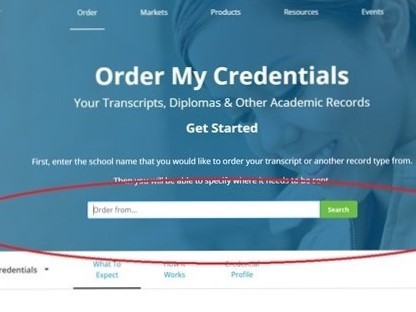 Order Markets Products Resources Events
Order My Credentials
Your Transcripts, Diplomas & Other Academic Records
Get Started
First, enter the school name that you would like to order your transcript or another record type from.
Then you will be able to specify where it needs to be sent
Order from... Search
redentials What To Expect How It Works Credential Profile